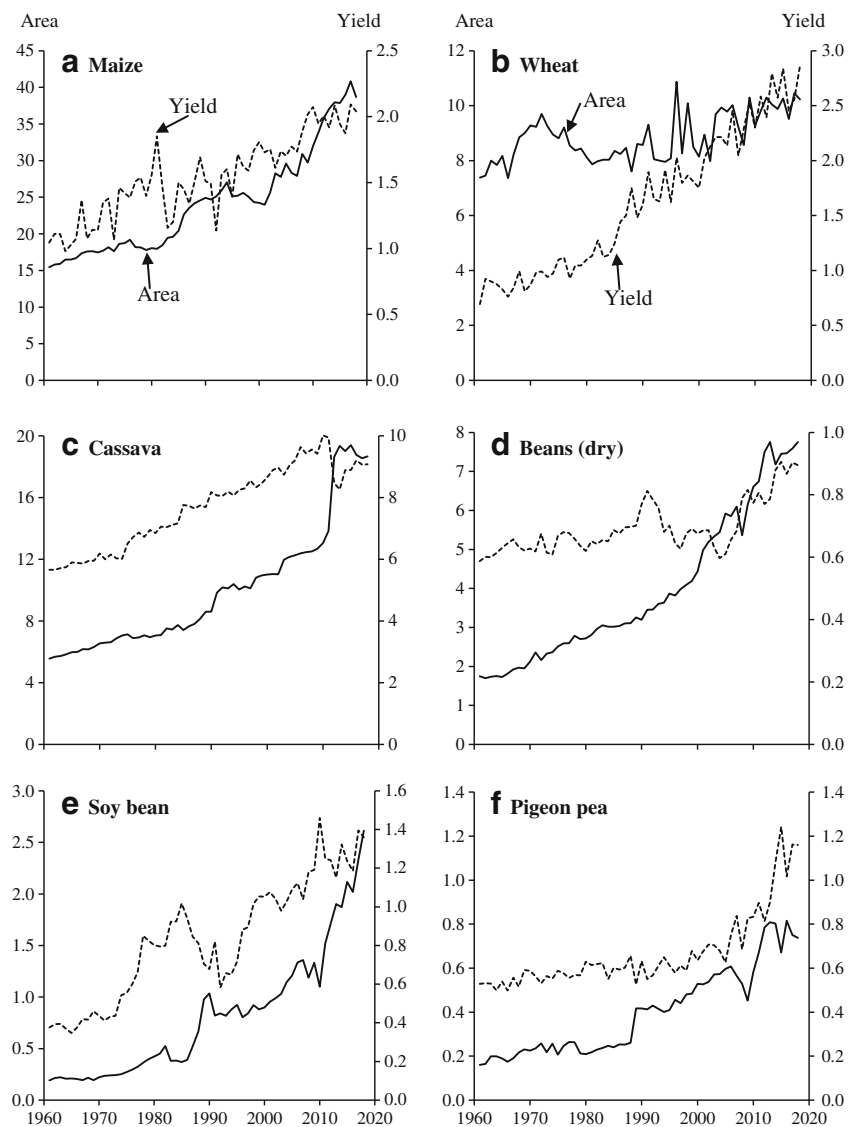 Area Yield Area Yield
a Maize
45 40 35 30 25 20 15 10 5 0
2.5 2.0 1.5 1.0 0.5 0.0
Yield
Area
b Wheat
12 10 8 6 4 2 0
3.0 2.5 2.0 1.5 1.0 0.5 0.0
Area
Yield
c Cassava
20 16 12 8 4 0
10 8 6 4 2 0
d Beans (dry)
8 7 6 5 4 3 2 1 0
1.0 0.8 0.6 0.4 0.2 0.0
e Soy bean
3.0 2.5 2.0 1.5 1.0 0.5 0.0
1.6 1.4 1.2 1.0 0.8 0.6 0.4 0.2 0.0
1960 1970 1980 1990 2000 2010 2020
f Pigeon pea
1.4 1.2 1.0 0.8 0.6 0.4 0.2 0.0
1.4 1.2 1.0 0.8 0.6 0.4 0.2 0.0
1960 1970 1980 1990 2000 2010 2020